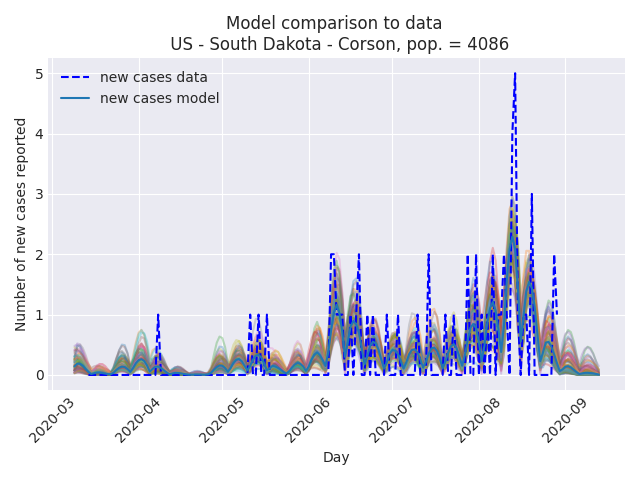 Model comparison to data
US - South Dakota - Corson, pop. = 4086
new cases data
new cases model
Number of new cases reported
5
4
3
2
1
0
2020-03
2020-04
2020-05
2020-06
2020-07
2020-08
2020-09
Day